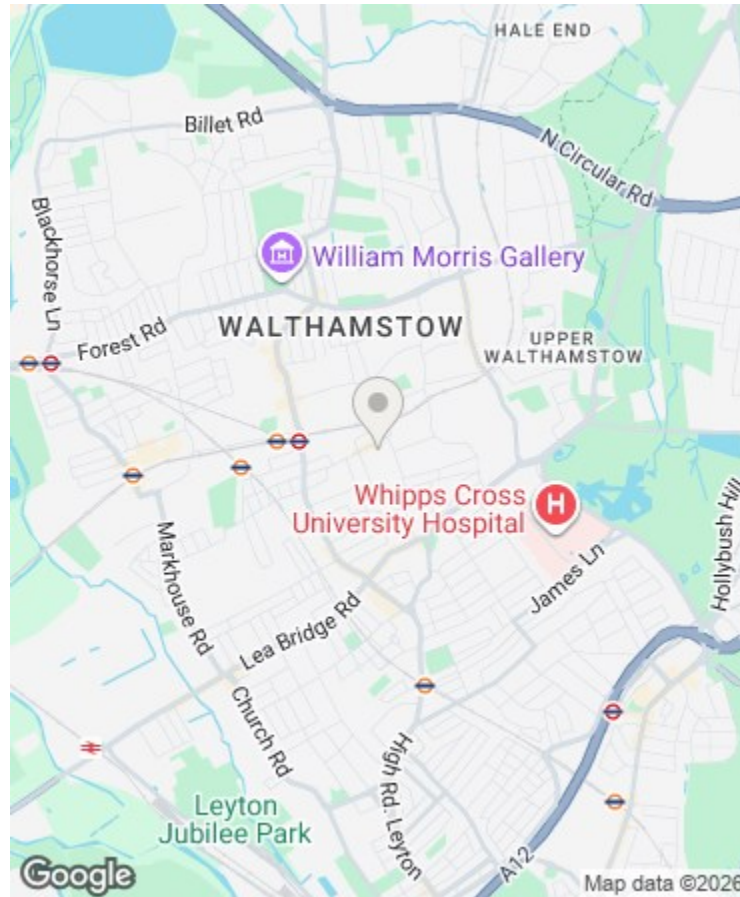 HALE END
Billet Rd
N Circular Rd
Blackhorse Ln
William Morris Gallery
Forest Rd
WALTHAMSTOW
UPPER
WALTHAMSTOW
Whipps Cross
University Hospital
H
Hollybush Hill
Markhouse Rd
James Ln
Lea Bridge Rd
Church Rd
High Rd. Leyton
Leyton
Jubilee Park
A12
Google
Map data ©2026